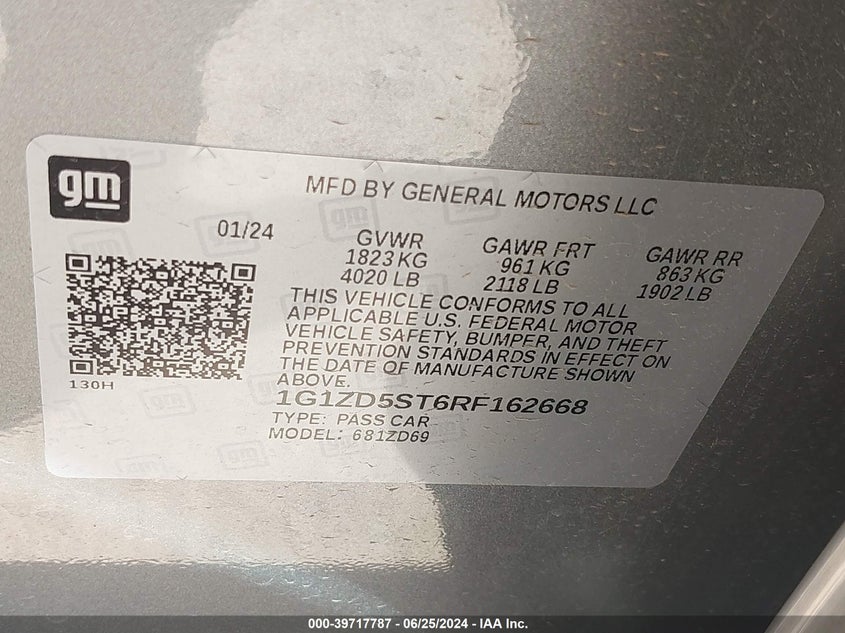 gm
MFD BY GENERAL MOTORS LLC
01/24
GVWR
1823 KG
4020 LB
GAWR FRT
961 KG
2118 LB
GAWR RR
863 KG
1902 LB
THIS VEHICLE CONFORMS TO ALL
APPLICABLE U.S. FEDERAL MOTOR
VEHICLE SAFETY, BUMPER, AND THEFT
PREVENTION STANDARDS IN EFFECT ON
THE DATE OF MANUFACTURE SHOWN
ABOVE.
130H
1G1ZD5ST6RF162668
TYPE: PASS CAR
MODEL: 681ZD69
000-39717787 - 06/25/2024 - IAA Inc.